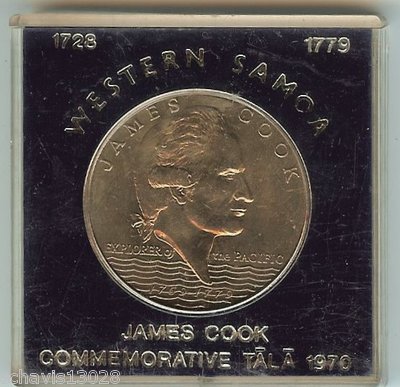 1728 1779
WESTERN SAMOA
JAMES COOK
EXPLORER of the PACIFIC
JAMES COOK
COMMEMORATIVE TĀLĀ 1970
chavis13028